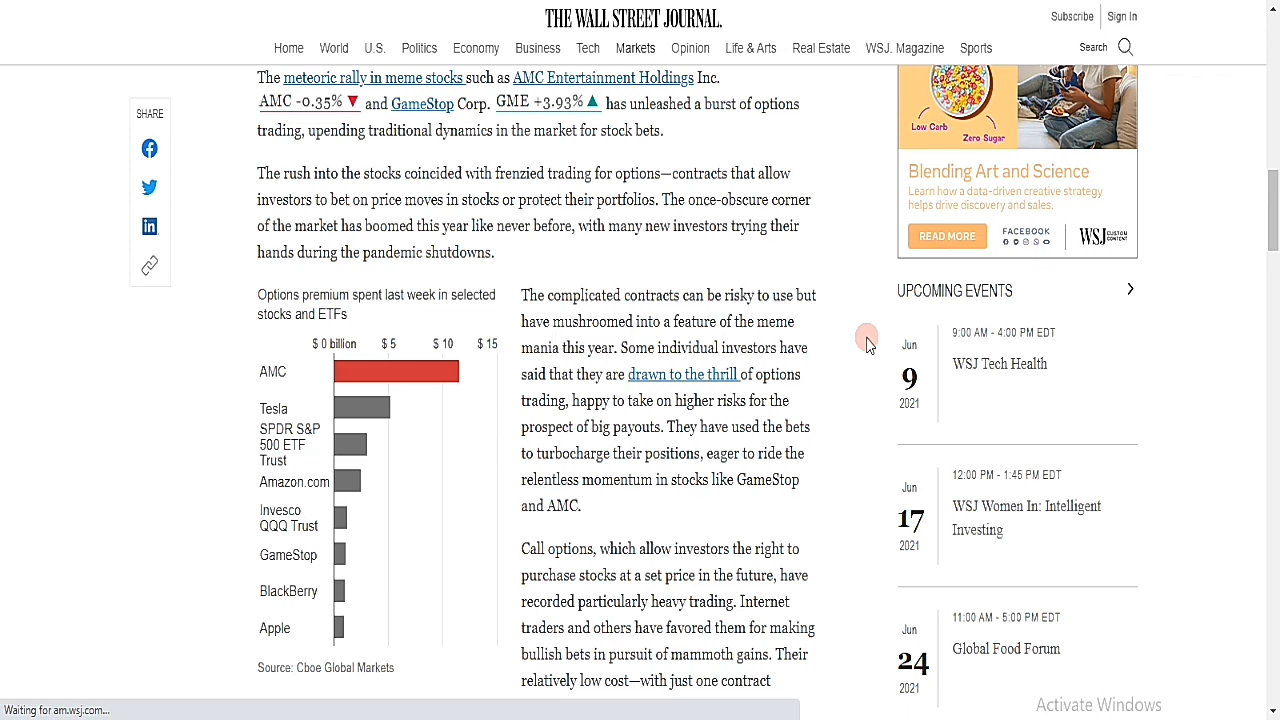 THE WALL STREET JOURNAL.
Subscribe Sign In
Home World U.S. Politics Economy Business Tech Markets Opinion Life & Arts Real Estate WSJ. Magazine Sports Search
SHARE
The meteoric rally in meme stocks such as AMC Entertainment Holdings Inc.
AMC -0.35% ▼ and GameStop Corp. GME +3.93% ▲ has unleashed a burst of options
trading, upending traditional dynamics in the market for stock bets.
The rush into the stocks coincided with frenzied trading for options—contracts that allow
investors to bet on price moves in stocks or protect their portfolios. The once-obscure corner
of the market has boomed this year like never before, with many new investors trying their
hands during the pandemic shutdowns.
Options premium spent last week in selected
stocks and ETFs
$ 0 billion $ 5 $ 10 $ 15
AMC
Tesla
SPDR S&P
500 ETF
Trust
Amazon.com
Invesco
QQQ Trust
GameStop
BlackBerry
Apple
Source: Cboe Global Markets
The complicated contracts can be risky to use but
have mushroomed into a feature of the meme
mania this year. Some individual investors have
said that they are drawn to the thrill of options
trading, happy to take on higher risks for the
prospect of big payouts. They have used the bets
to turbocharge their positions, eager to ride the
relentless momentum in stocks like GameStop
and AMC.
Call options, which allow investors the right to
purchase stocks at a set price in the future, have
recorded particularly heavy trading. Internet
traders and others have favored them for making
bullish bets in pursuit of mammoth gains. Their
relatively low cost—with just one contract
Low Carb
Zero Sugar
Blending Art and Science
Learn how a data-driven creative strategy
helps drive discovery and sales.
READ MORE
FACEBOOK
WSJ CUSTOM CONTENT
UPCOMING EVENTS
Jun
9
2021
9:00 AM - 4:00 PM EDT
WSJ Tech Health
Jun
17
2021
12:00 PM - 1:45 PM EDT
WSJ Women In: Intelligent
Investing
Jun
24
2021
11:00 AM - 5:00 PM EDT
Global Food Forum
Activate Windows
Waiting for am.wsj.com...